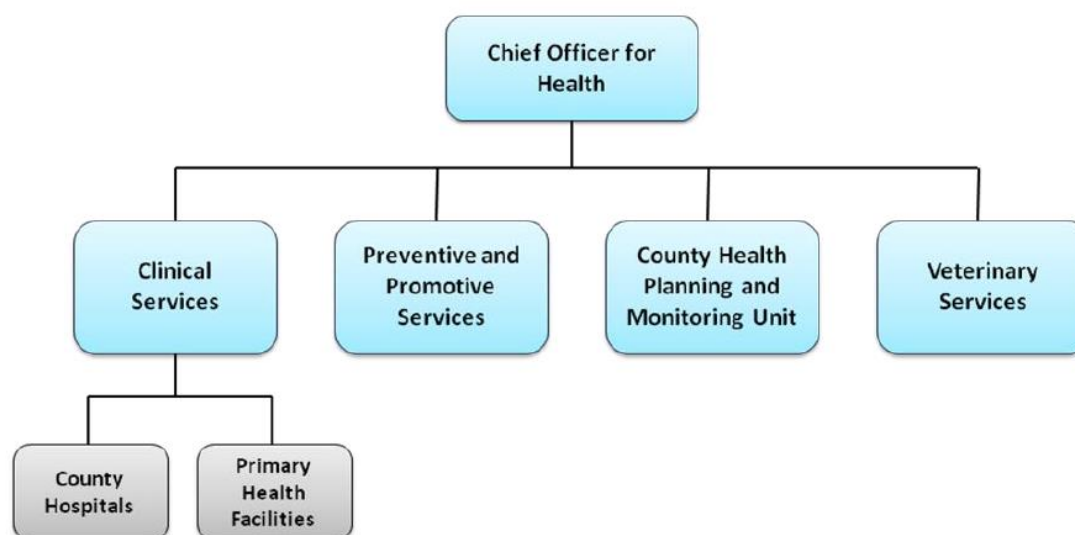 Chief Officer for
Health
Clinical
Services
Preventive and
Promotive
Services
County Health
Planning and
Monitoring Unit
Veterinary
Services
County
Hospitals
Primary
Health
Facilities